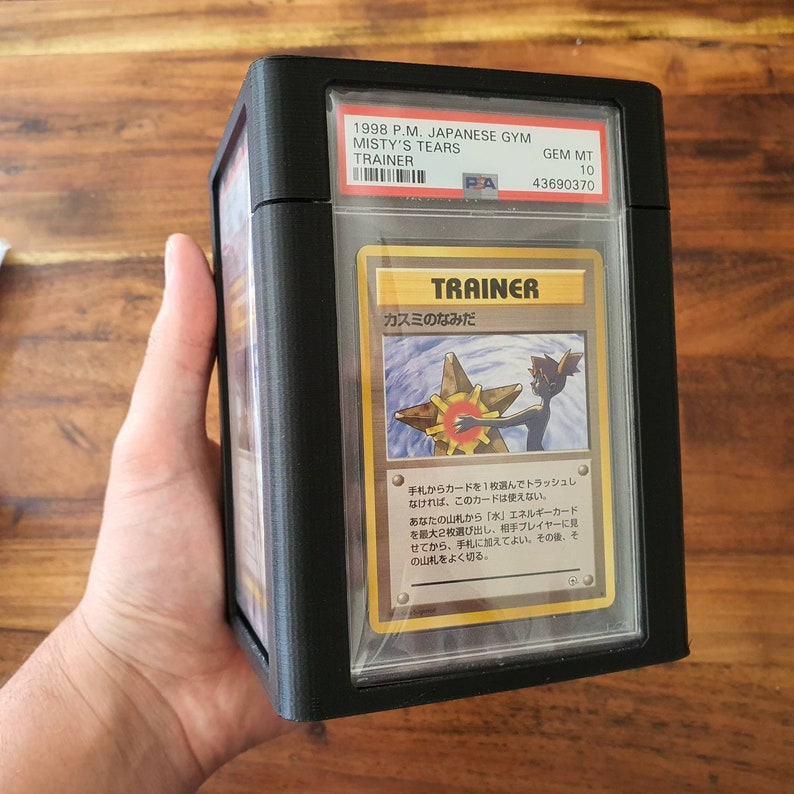 1998 P.M. JAPANESE GYM
MISTY'S TEARS
GEM MT
TRAINER
10
PSA
43690370
TRAINER
カスミのなみだ
手札からカードを1枚選んでトラッシュし
なければ、このカードは使えない。
あなたの山札から「水」エネルギーカード
を最大2枚選び出し、相手プレイヤーに見
せてから、手札に加えてよい。その後、そ
の山札をよく切る。